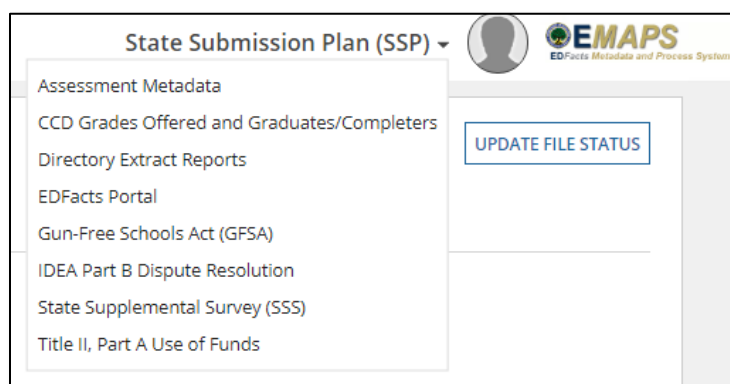 State Submission Plan (SSP)
EMAPS
EDFacts Metadata and Process System
Assessment Metadata
CCD Grades Offered and Graduates/Completers
UPDATE FILE STATUS
Directory Extract Reports
EDFacts Portal
Gun-Free Schools Act (GFSA)
IDEA Part B Dispute Resolution
State Supplemental Survey (SSS)
Title II, Part A Use of Funds